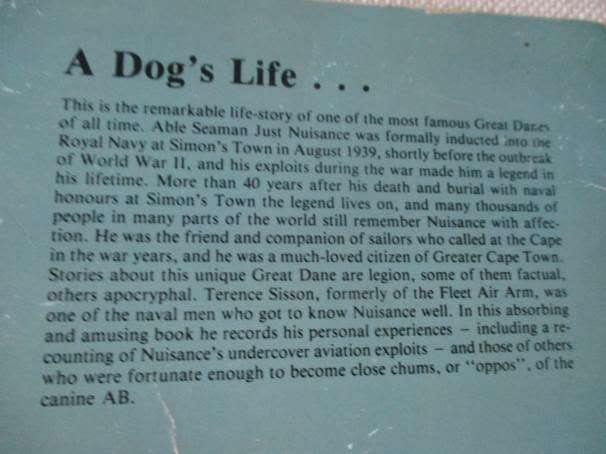 A Dog's Life . . .
This is the remarkable life-story of one of the most famous Great Danes
of all time. Able Seaman Just Nuisance was formally inducted into the
Royal Navy at Simon's Town in August 1939, shortly before the outbreak
of World War II, and his exploits during the war made him a legend in
his lifetime. More than 40 years after his death and burial with naval
honours at Simon's Town the legend lives on, and many thousands of
people in many parts of the world still remember Nuisance with affec-
tion. He was the friend and companion of sailors who called at the Cape
in the war years, and he was a much-loved citizen of Greater Cape Town.
Stories about this unique Great Dane are legion, some of them factual,
others apocryphal. Terence Sisson, formerly of the Fleet Air Arm, was
one of the naval men who got to know Nuisance well. In this absorbing
and amusing book he records his personal experiences – including a re-
counting of Nuisance's undercover aviation exploits – and those of others
who were fortunate enough to become close chums, or "oppos", of the
canine AB.